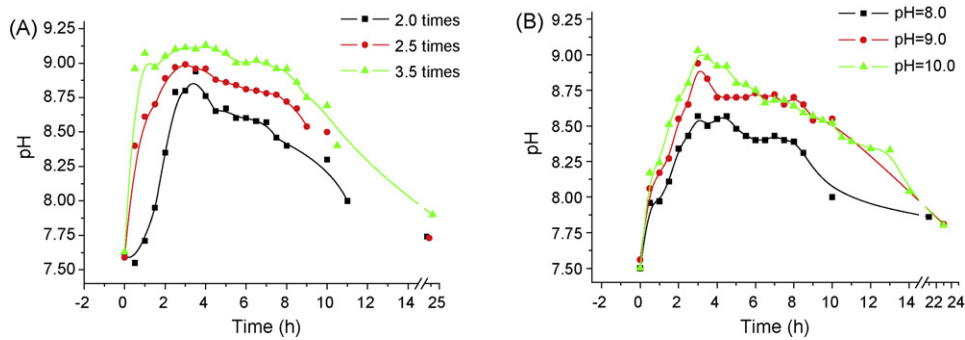 (A)
2.0 times
2.5 times
3.5 times
pH
9.25
9.00
8.75
8.50
8.25
8.00
7.75
7.50
-2 0 2 4 6 8 10 12 14 25
Time (h)
(B)
pH=8.0
pH=9.0
pH=10.0
pH
9.25
9.00
8.75
8.50
8.25
8.00
7.75
7.50
-2 0 2 4 6 8 10 12 14 22 24
Time (h)